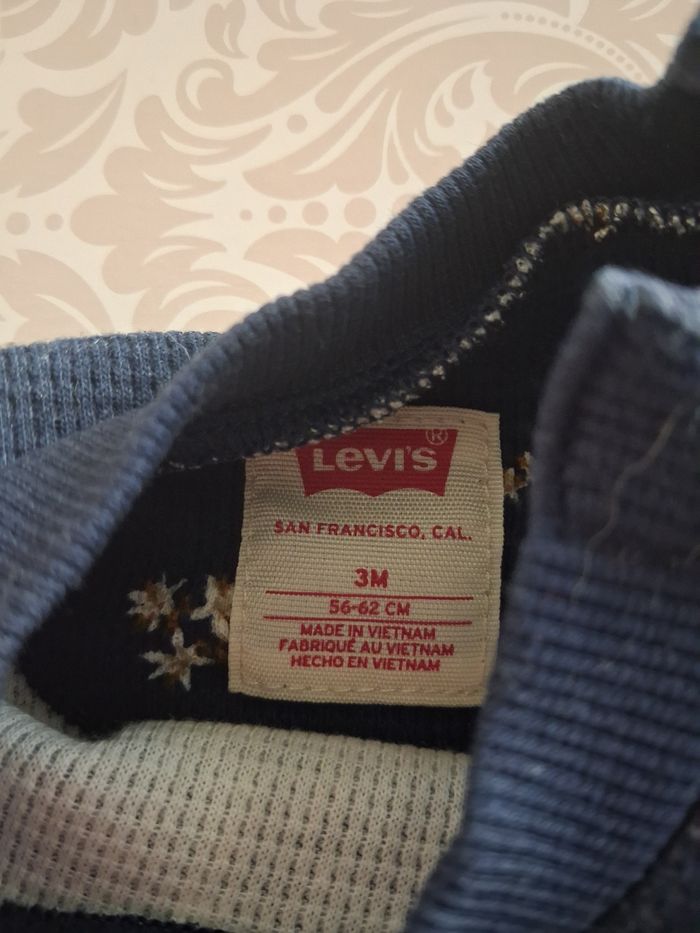 Levi's ®
SAN FRANCISCO, CAL.
3M
56-62 CM
MADE IN VIETNAM
FABRIQUÉ AU VIETNAM
HECHO EN VIETNAM